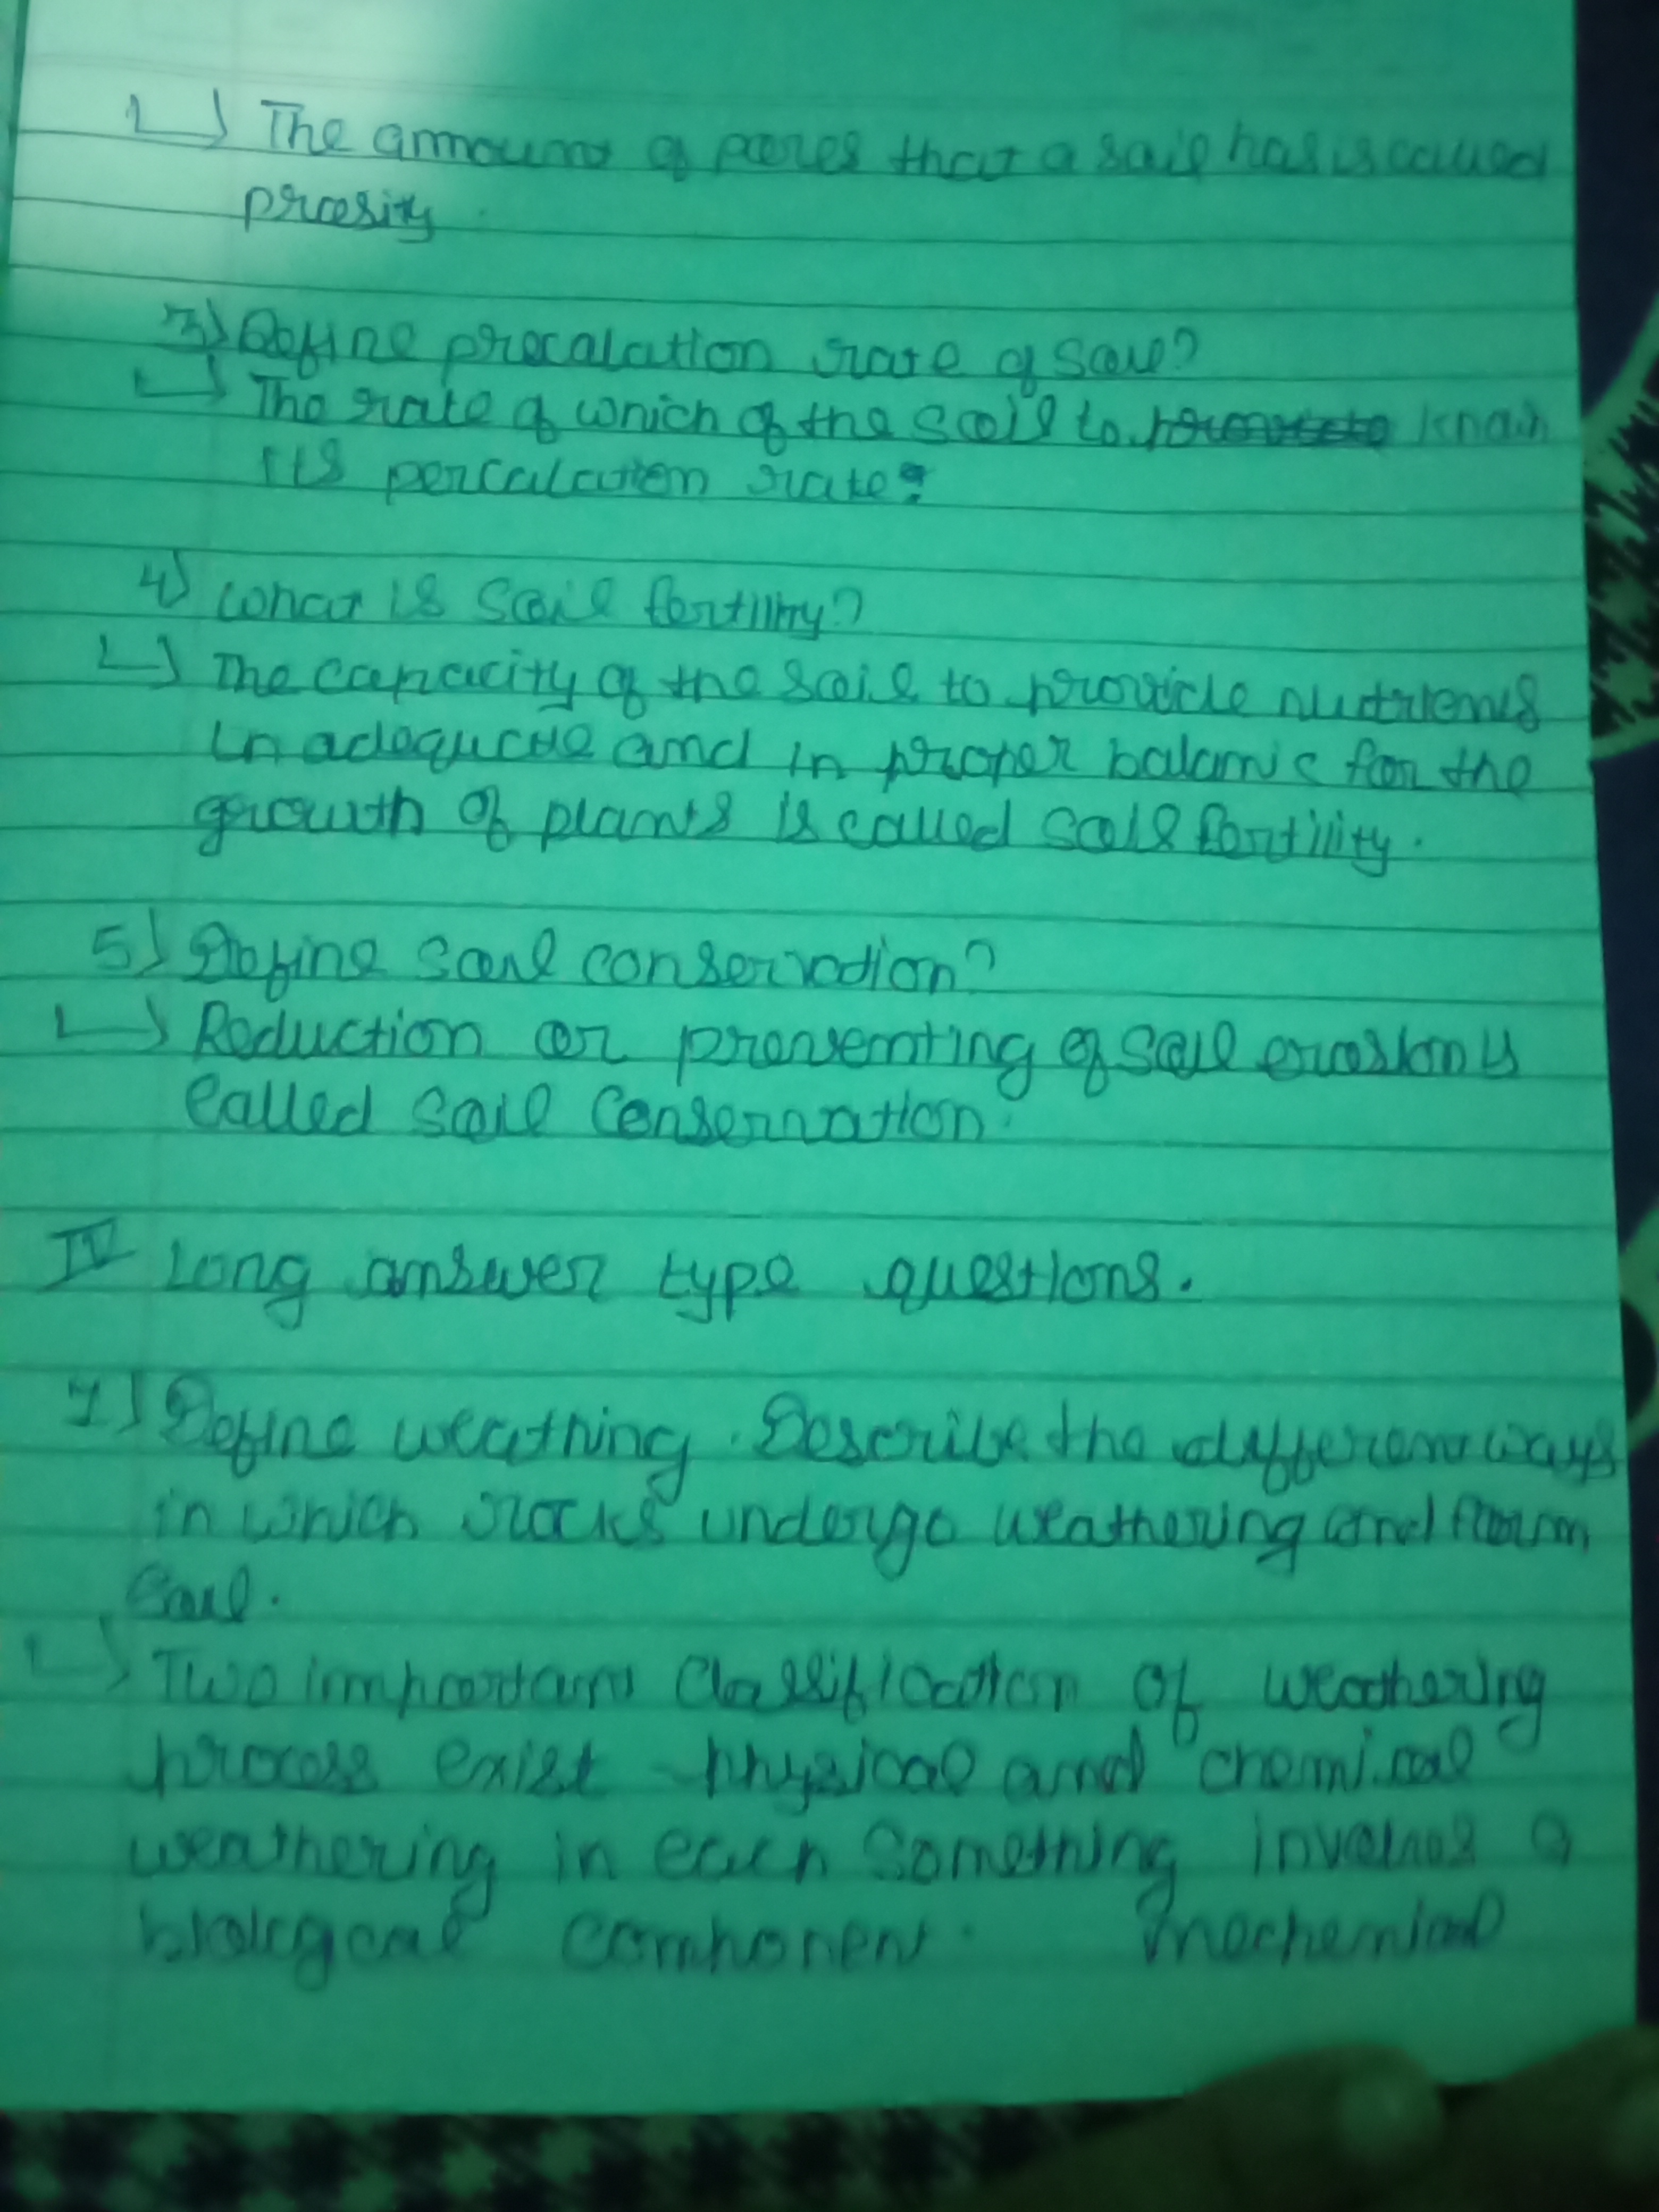 The ammount of pores that a soil has is called
prosity.
3) Define precalation rate of soil?
The rate of which of the soil to know
its percalation rate?
4) What is Soil fertility?
The capacity of the soil to provide nutrients
in adequate and in proper balanc for the
growth of plants is called Soil fertility.
5) Define Soil conservation?
Reduction or preventing of Soil erosion is
Called Soil Conservation.
IV Long answer type questions.
1) Define weathing. Describe the different ways
in which rocks undergo weathering and form
Soil.
Two important Classification of weathering
process exist physical and chemical
weathering in each Something involves a
biological component. mechemical